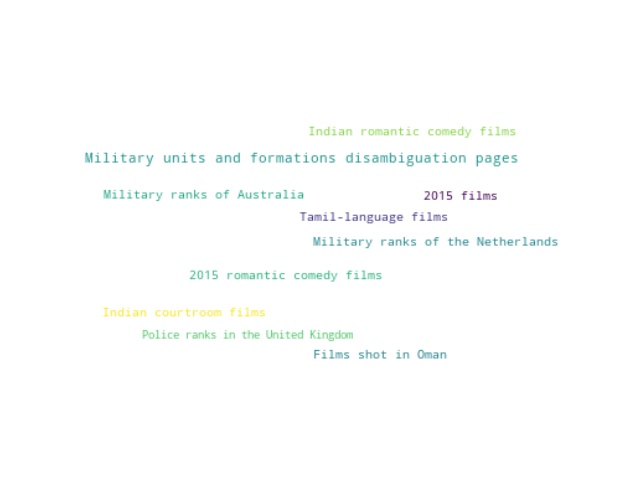 Indian romantic comedy films
Military units and formations disambiguation pages
Military ranks of Australia
2015 films
Tamil-language films
Military ranks of the Netherlands
2015 romantic comedy films
Indian courtroom films
Police ranks in the United Kingdom
Films shot in Oman